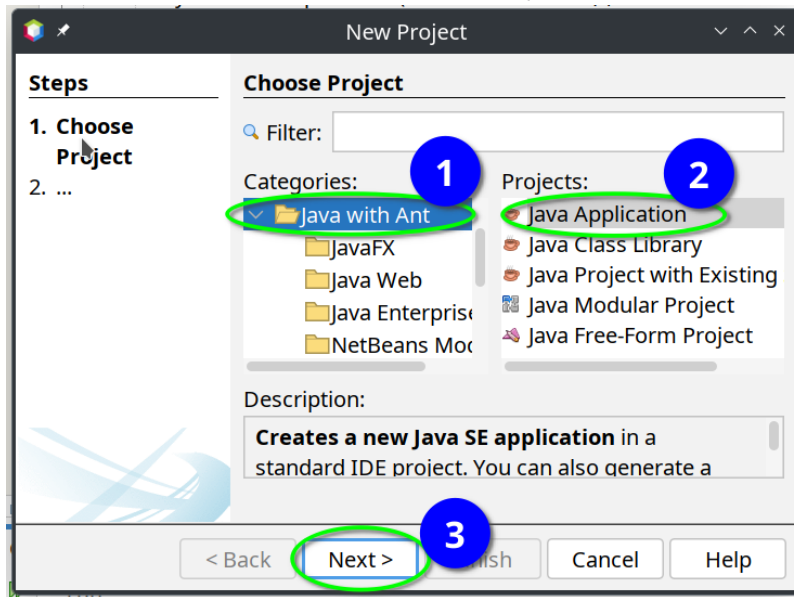 New Project
Steps
1. Choose
Project
2. ...
Choose Project
Filter:
Categories:
1
Java with Ant
JavaFX
Java Web
Java Enterprise
NetBeans Mod
Projects:
2
Java Application
Java Class Library
Java Project with Existing
Java Modular Project
Java Free-Form Project
Description:
Creates a new Java SE application in a
standard IDE project. You can also generate a
3
< Back
Next >
Cancel
Help